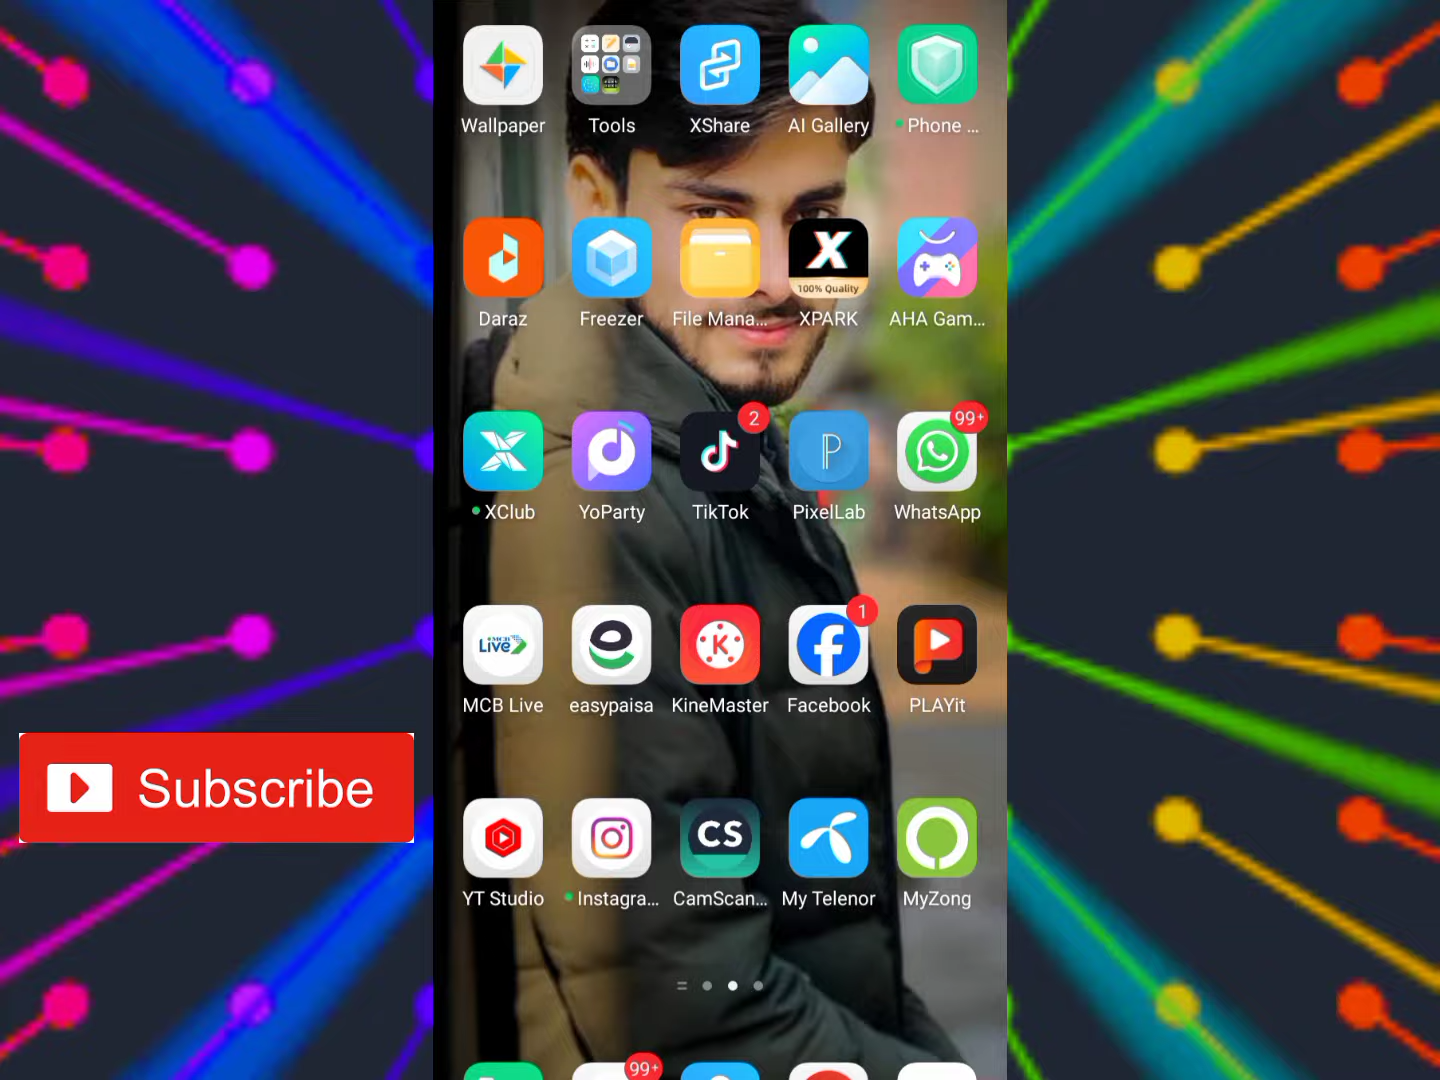 Wallpaper
Tools
XShare
AI Gallery
Phone ...
100% Quality
Daraz
Freezer
File Mana...
XPARK
AHA Gam...
2
99+
XClub
YoParty
TikTok
PixelLab
WhatsApp
MCB
Live
K
1
MCB Live
easypaisa
KineMaster
Facebook
PLAYit
Subscribe
CS
YT Studio
Instagra...
CamScan...
My Telenor
MyZong
99+